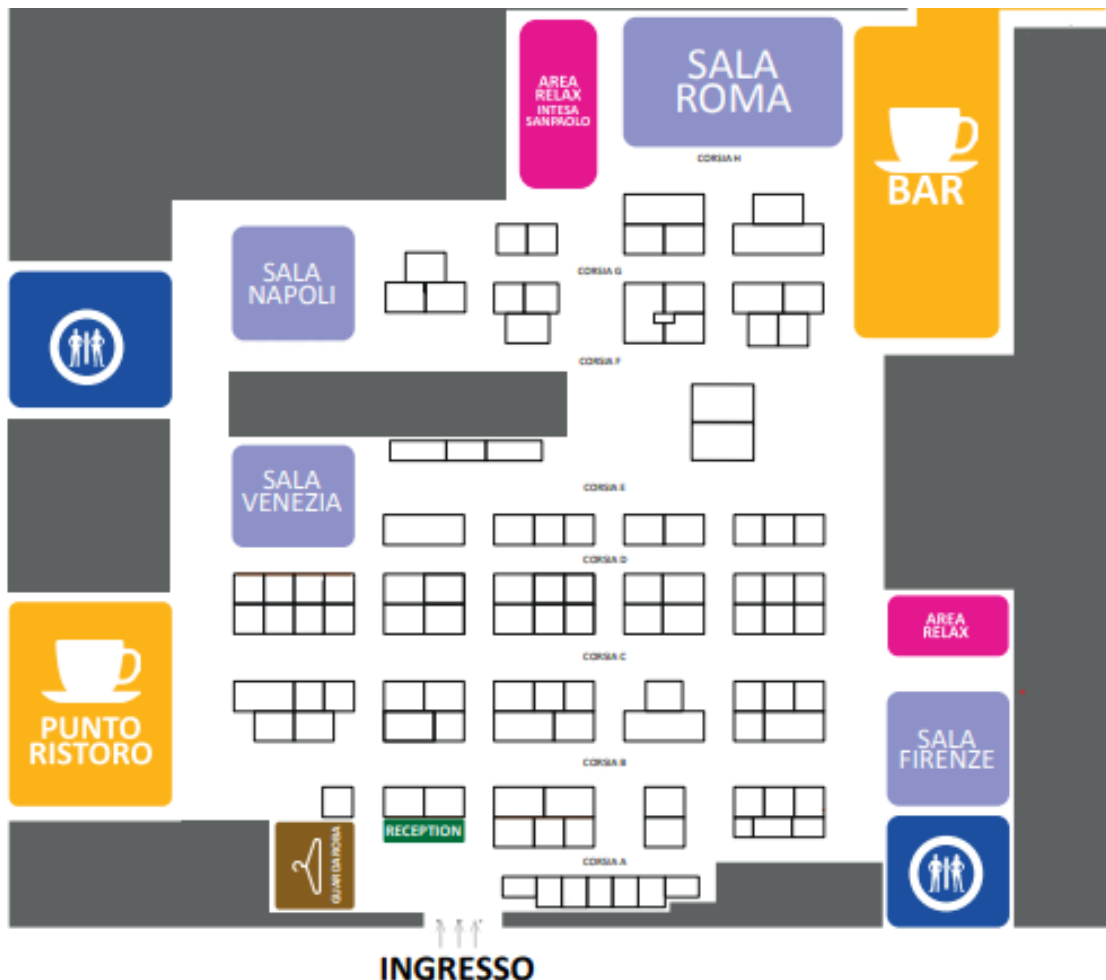 AREA
RELAX
INTESA
SANPAOLO
SALA
ROMA
BAR
CORSIA H
SALA
NAPOLI
CORSIA G
CORSIA F
SALA
VENEZIA
CORSIA E
CORSIA D
AREA
RELAX
CORSIA C
PUNTO
RISTORO
SALA
FIRENZE
CORSIA B
RECEPTION
GUARDAROBA
CORSIA A
INGRESSO